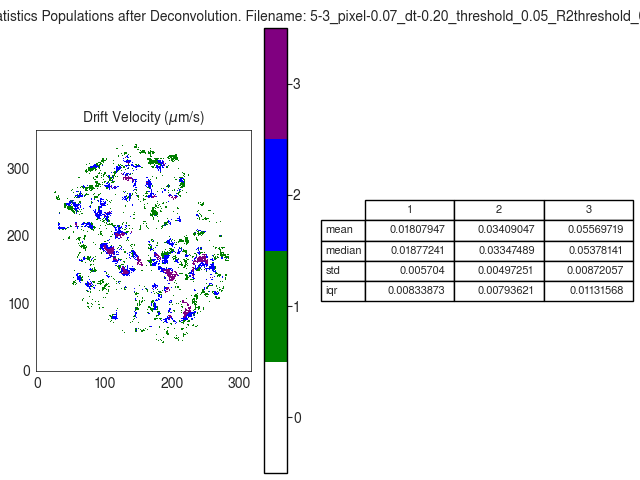 atistics Populations after Deconvolution. Filename: 5-3_pixel-0.07_dt-0.20_threshold_0.05_R2threshold_
Drift Velocity (μm/s)
300
200
100
0
0 100 200 300
3
2
1
0
1 2 3
mean 0.01807947 0.03409047 0.05569719
median 0.01877241 0.03347489 0.05378141
std 0.005704 0.00497251 0.00872057
iqr 0.00833873 0.00793621 0.01131568